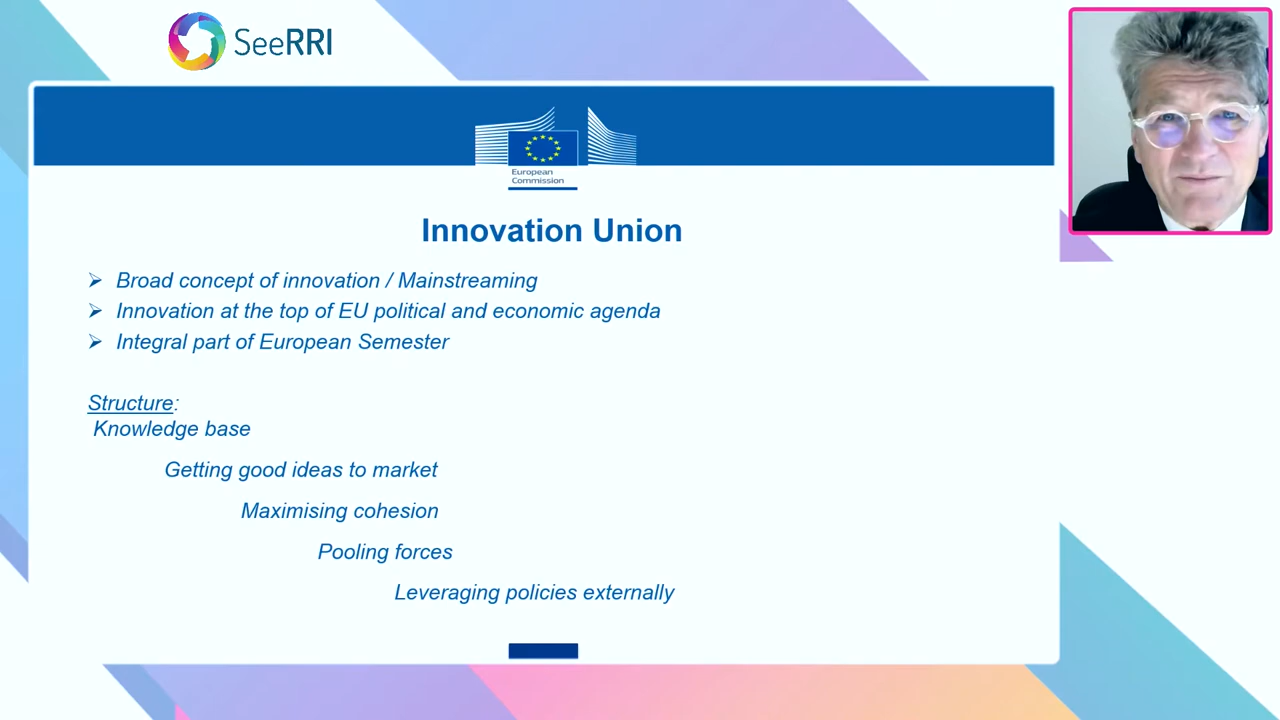 SeeRRI
European
Commission
Innovation Union
Broad concept of innovation / Mainstreaming
Innovation at the top of EU political and economic agenda
Integral part of European Semester
Structure:
Knowledge base
Getting good ideas to market
Maximising cohesion
Pooling forces
Leveraging policies externally